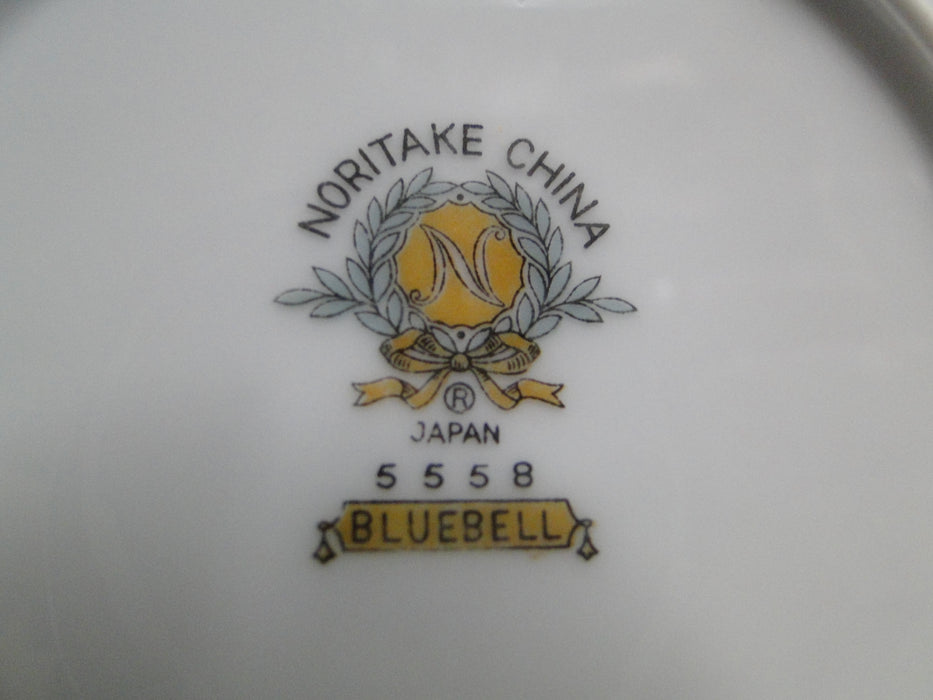 NORITAKE CHINA
N
®
JAPAN
5558
BLUEBELL